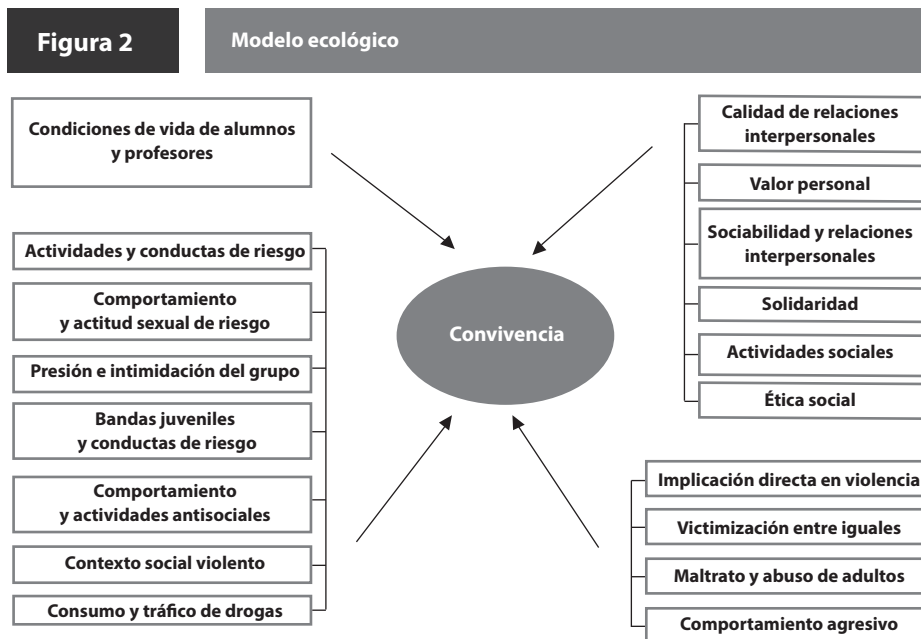 Figura 2
Modelo ecológico
Condiciones de vida de alumnos
y profesores
Actividades y conductas de riesgo
Comportamiento
y actitud sexual de riesgo
Presión e intimidación del grupo
Bandas juveniles
y conductas de riesgo
Comportamiento
y actividades antisociales
Contexto social violento
Consumo y tráfico de drogas
Convivencia
Calidad de relaciones
interpersonales
Valor personal
Sociabilidad y relaciones
interpersonales
Solidaridad
Actividades sociales
Ética social
Implicación directa en violencia
Victimización entre iguales
Maltrato y abuso de adultos
Comportamiento agresivo